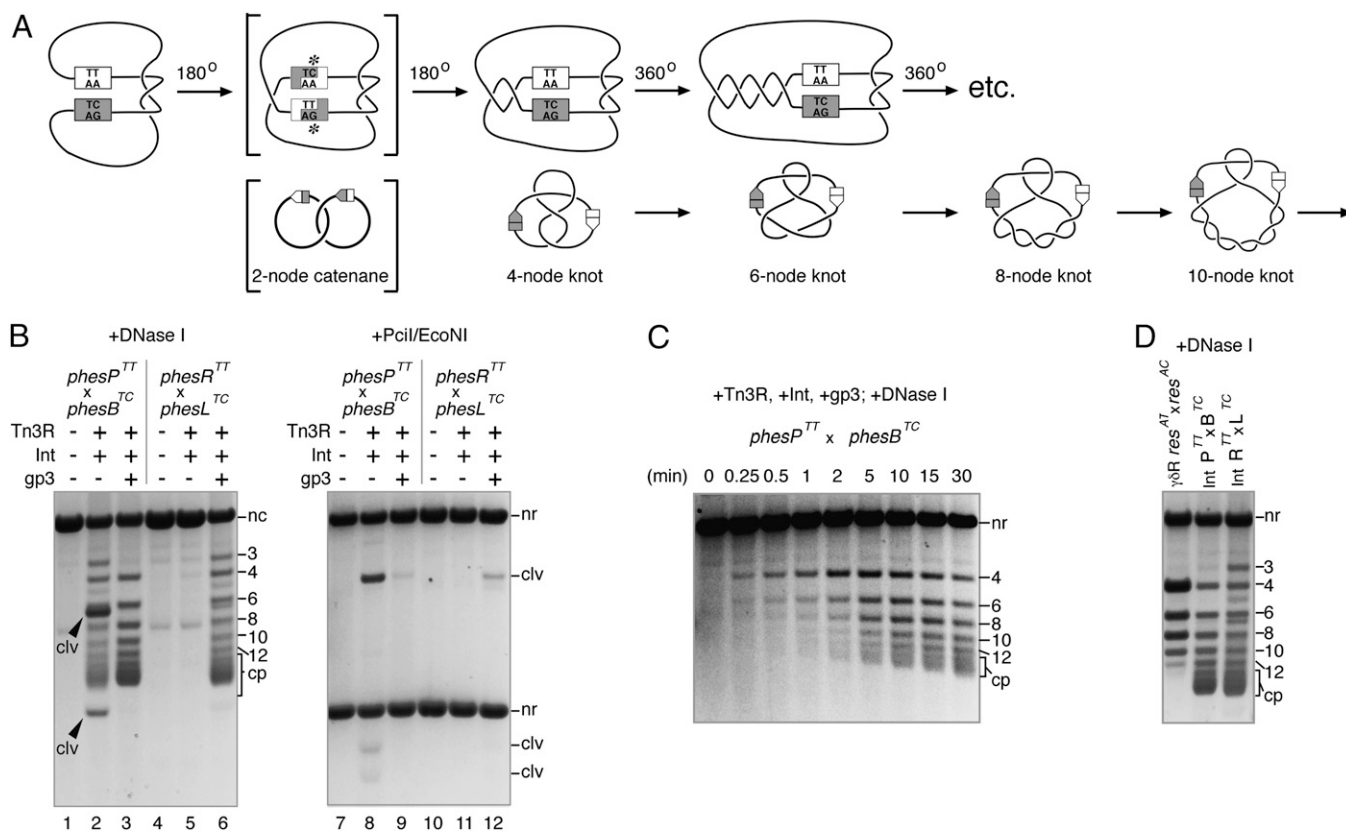 A
TT
AA
TC
AG
180°
*
TC
AA
TT
AG
*
180°
TT
AA
TC
AG
360°
TT
AA
TC
AG
360°
etc.
2-node catenane
4-node knot
6-node knot
8-node knot
10-node knot
B
+DNase I
phesP^TT x phesB^TC
phesR^TT x phesL^TC
Tn3R - + + - + +
Int - + + - + +
gp3 + +
nc
3
4
6
8
10
12
cp
clv
clv
1 2 3 4 5 6
+PciI/EcoNI
phesP^TT x phesB^TC
phesR^TT x phesL^TC
Tn3R - + + - + +
Int - + + - + +
gp3 + +
nr
clv
nr
clv
clv
7 8 9 10 11 12
C
+Tn3R, +Int, +gp3; +DNase I
phesP^TT x phesB^TC
(min) 0 0.25 0.5 1 2 5 10 15 30
nr
4
6
8
10
12
cp
D
+DNase I
γδR res^AT x res^AC
Int P^TT x B^TC
Int R^TT x L^TC
nr
3
4
6
8
10
12
cp